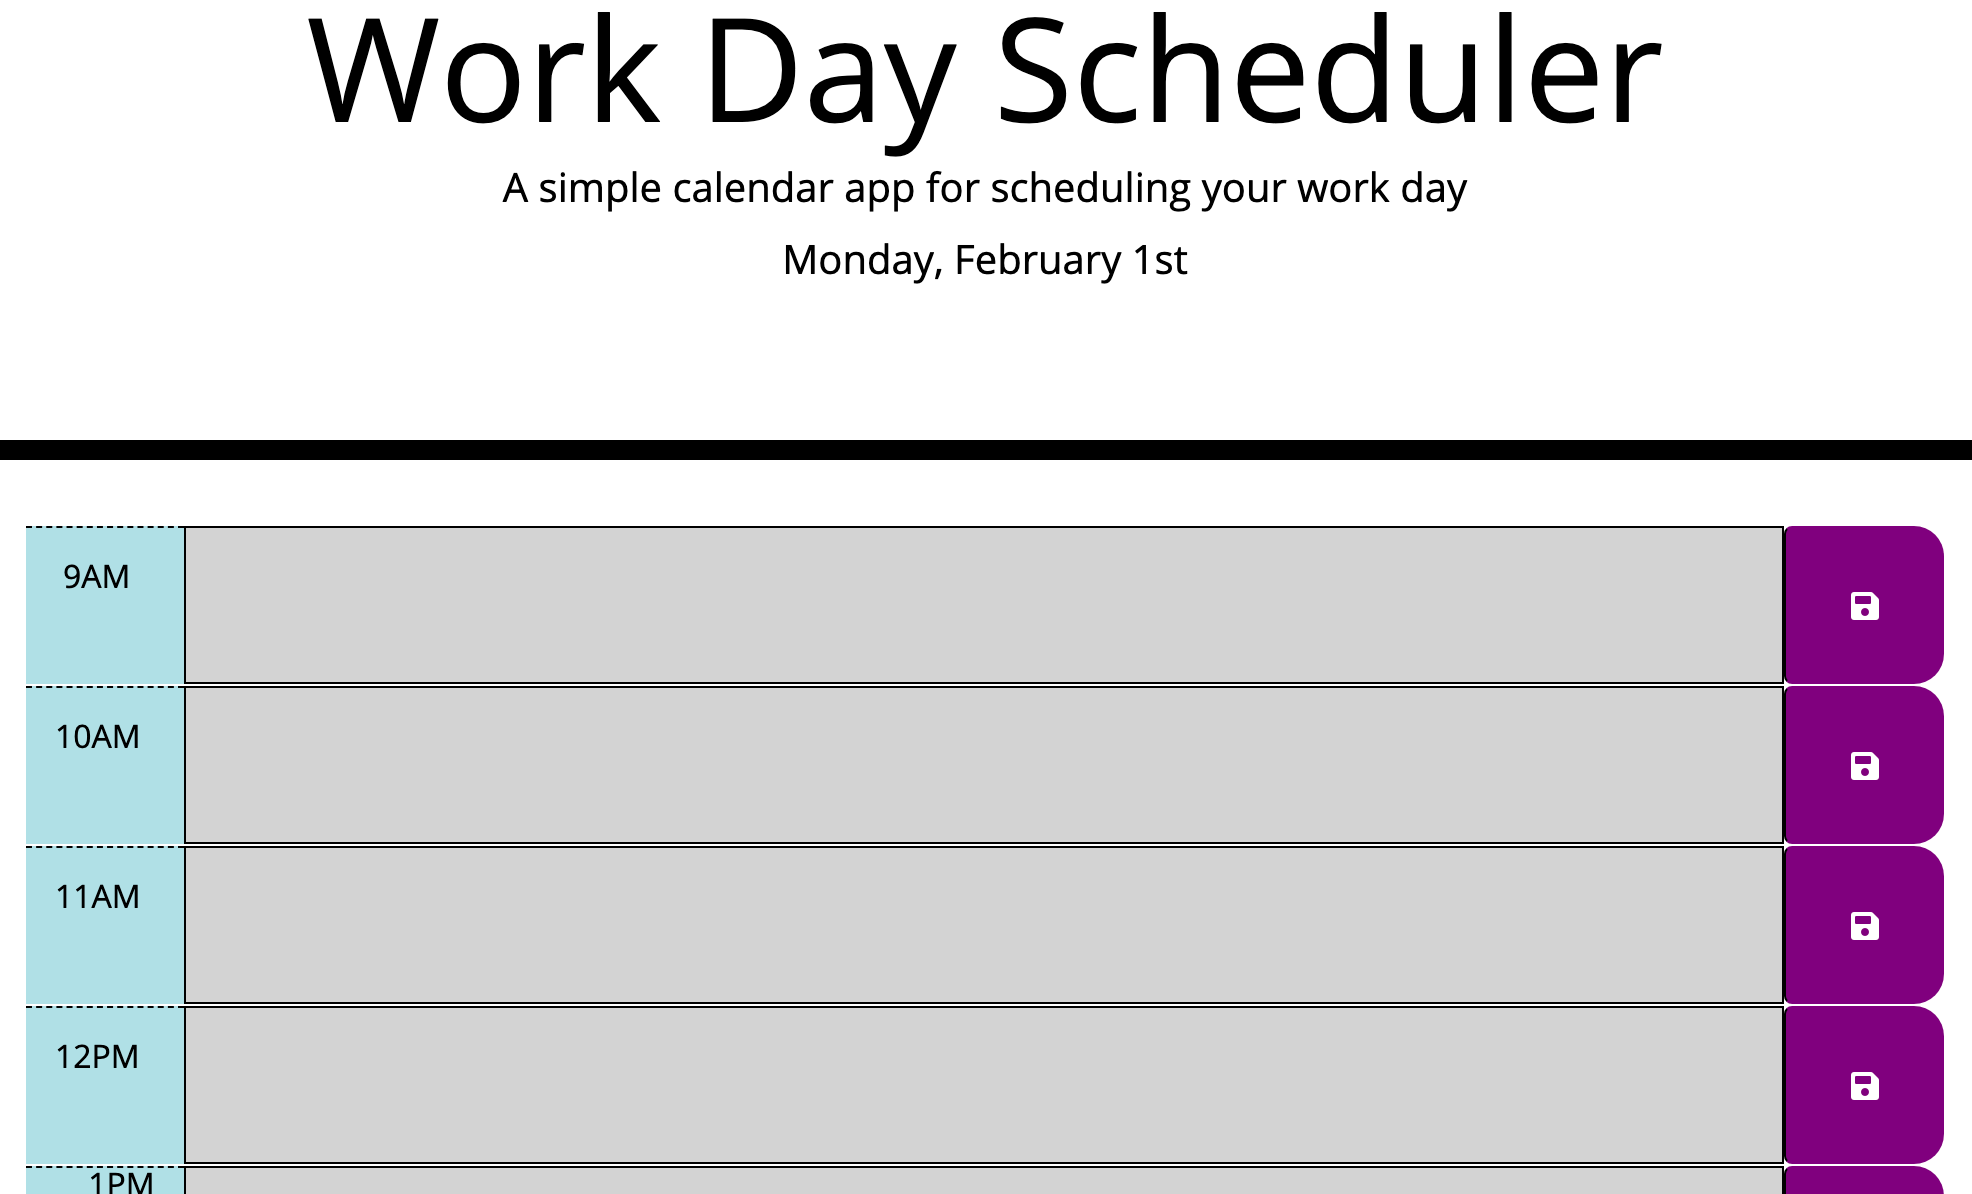 Work Day Scheduler
A simple calendar app for scheduling your work day
Monday, February 1st
9AM
10AM
11AM
12PM
1PM